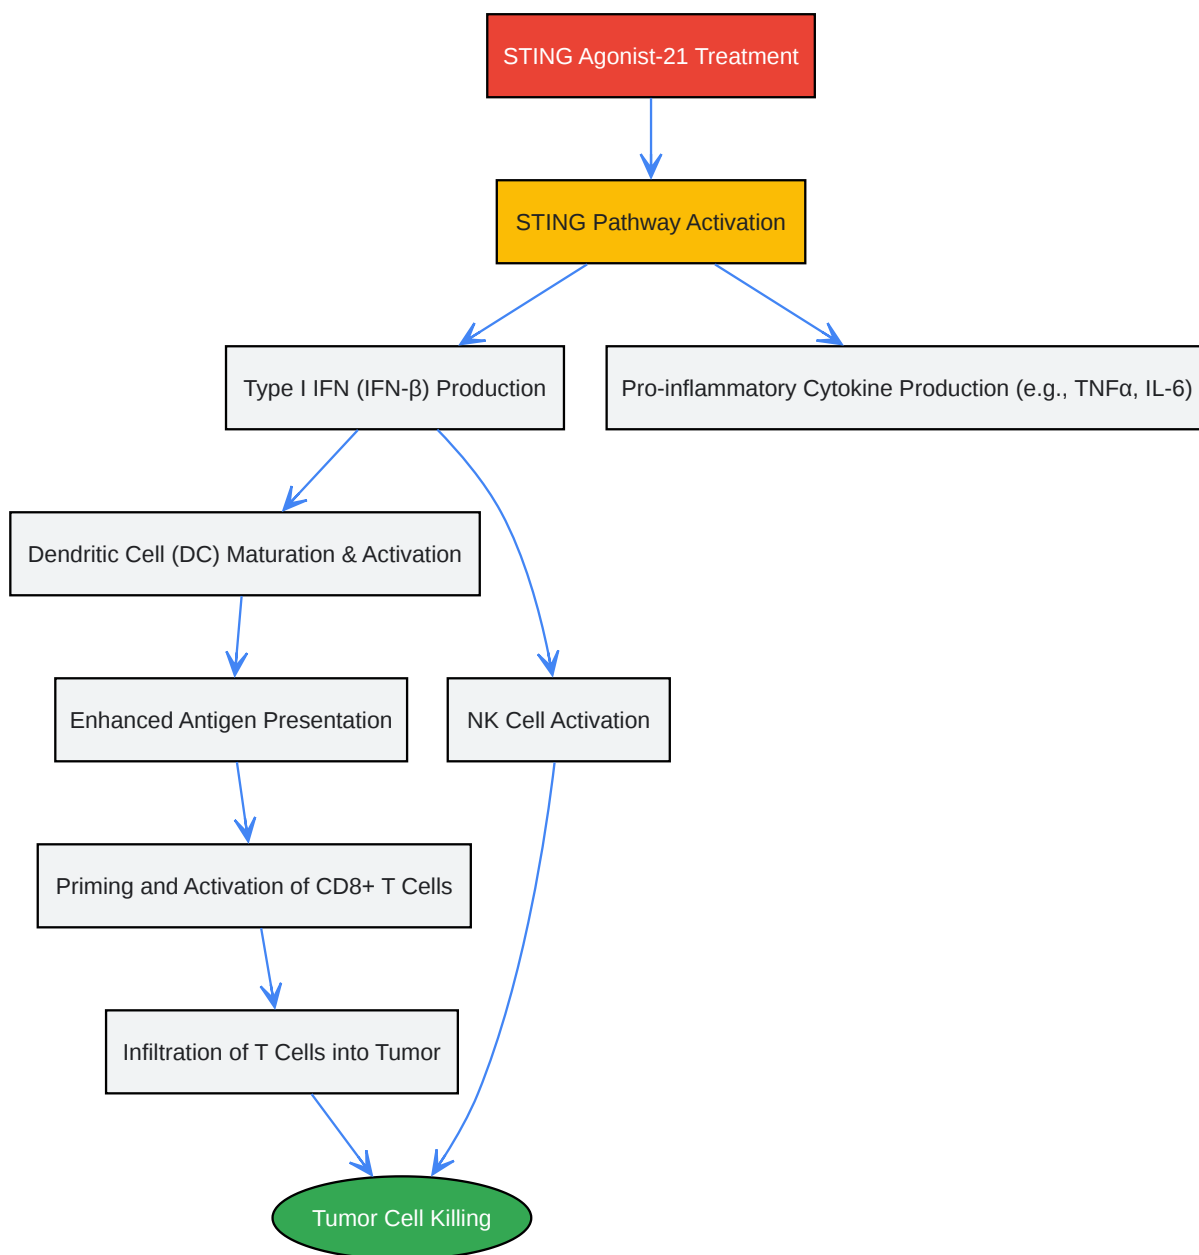 STING Agonist-21 Treatment
STING Pathway Activation
Type I IFN (IFN-β) Production
Pro-inflammatory Cytokine Production (e.g., TNFα, IL-6)
Dendritic Cell (DC) Maturation & Activation
Enhanced Antigen Presentation
NK Cell Activation
Priming and Activation of CD8+ T Cells
Infiltration of T Cells into Tumor
Tumor Cell Killing